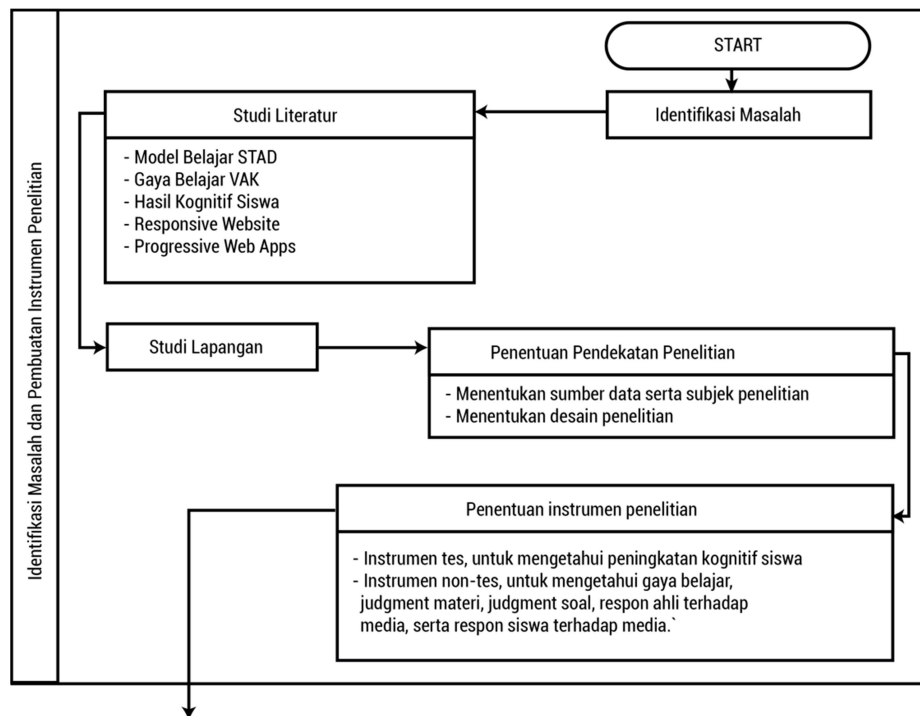 Identifikasi Masalah dan Pembuatan Instrumen Penelitian
START
Identifikasi Masalah
Studi Literatur
- Model Belajar STAD
- Gaya Belajar VAK
- Hasil Kognitif Siswa
- Responsive Website
- Progressive Web Apps
Studi Lapangan
Penentuan Pendekatan Penelitian
- Menentukan sumber data serta subjek penelitian
- Menentukan desain penelitian
Penentuan instrumen penelitian
- Instrumen tes, untuk mengetahui peningkatan kognitif siswa
- Instrumen non-tes, untuk mengetahui gaya belajar,
judgment materi, judgment soal, respon ahli terhadap
media, serta respon siswa terhadap media.`